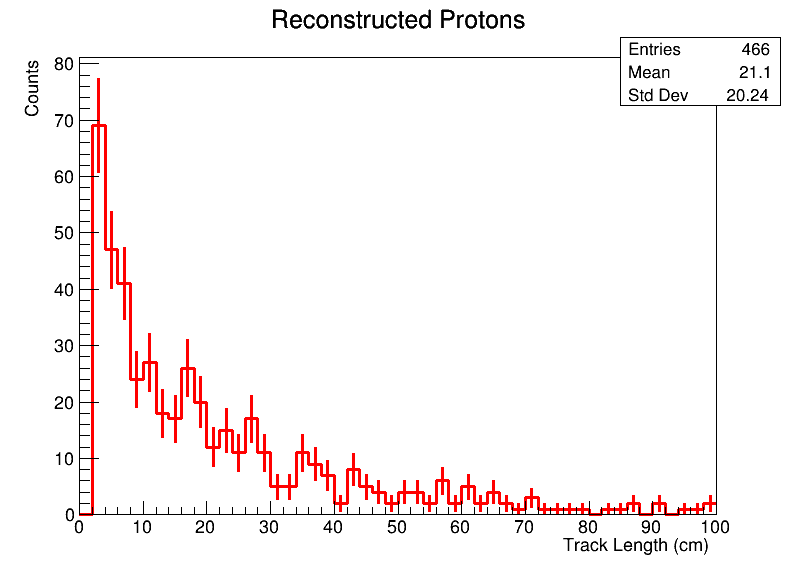 Reconstructed Protons
Entries 466
Mean 21.1
Std Dev 20.24
Counts
80
70
60
50
40
30
20
10
0
0 10 20 30 40 50 60 70 80 90 100
Track Length (cm)